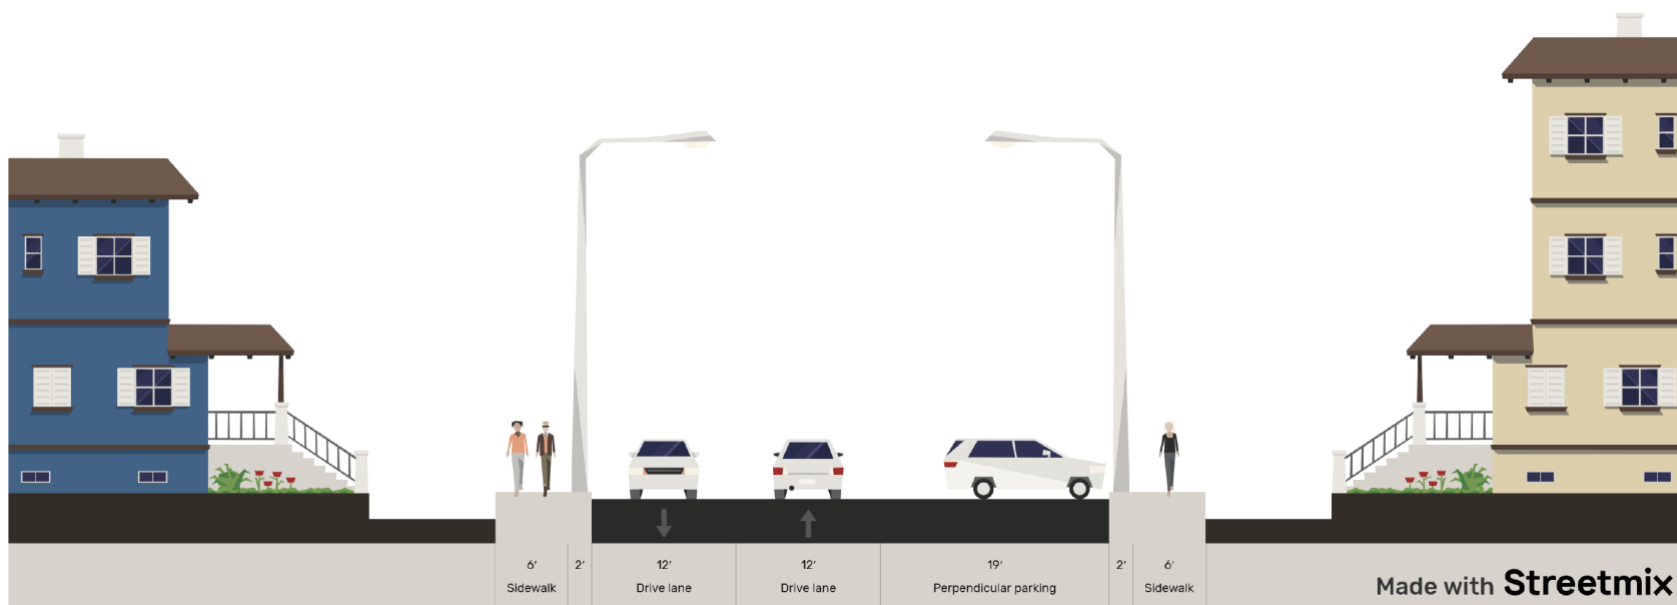 6′ 2′ 12′ 12′ 19′ 2′ 6′
Sidewalk Drive lane Drive lane Perpendicular parking Sidewalk
Made with Streetmix